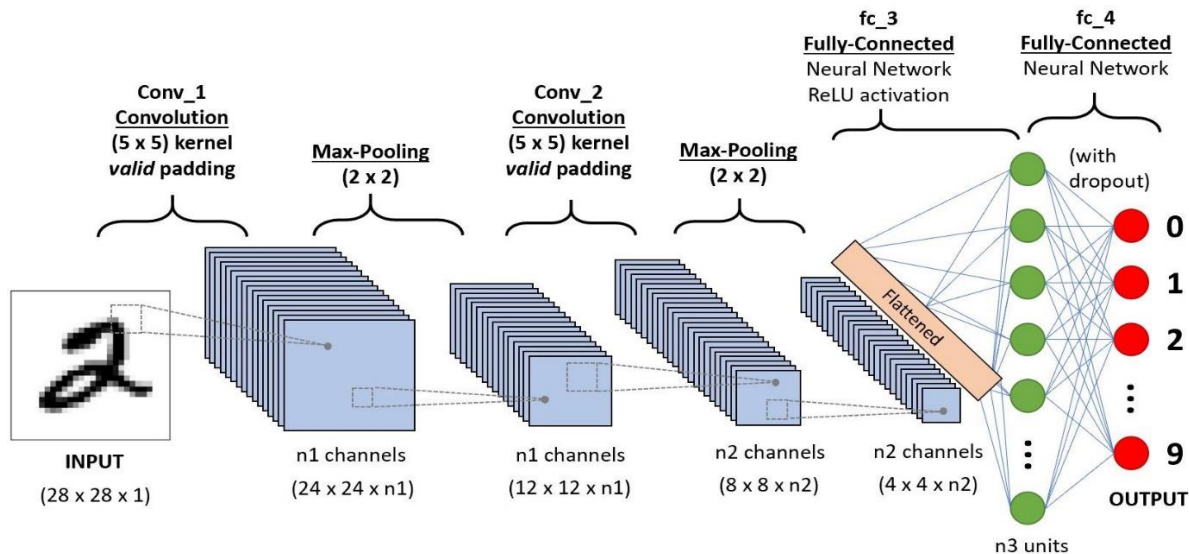 Conv_1
Convolution
(5 x 5) kernel
valid padding
Max-Pooling
(2 x 2)
Conv_2
Convolution
(5 x 5) kernel
valid padding
Max-Pooling
(2 x 2)
fc_3
Fully-Connected
Neural Network
ReLU activation
fc_4
Fully-Connected
Neural Network
(with
dropout)
Flattened
2
INPUT
(28 x 28 x 1)
n1 channels
(24 x 24 x n1)
n1 channels
(12 x 12 x n1)
n2 channels
(8 x 8 x n2)
n2 channels
(4 x 4 x n2)
n3 units
0
1
2
...
...
9
OUTPUT